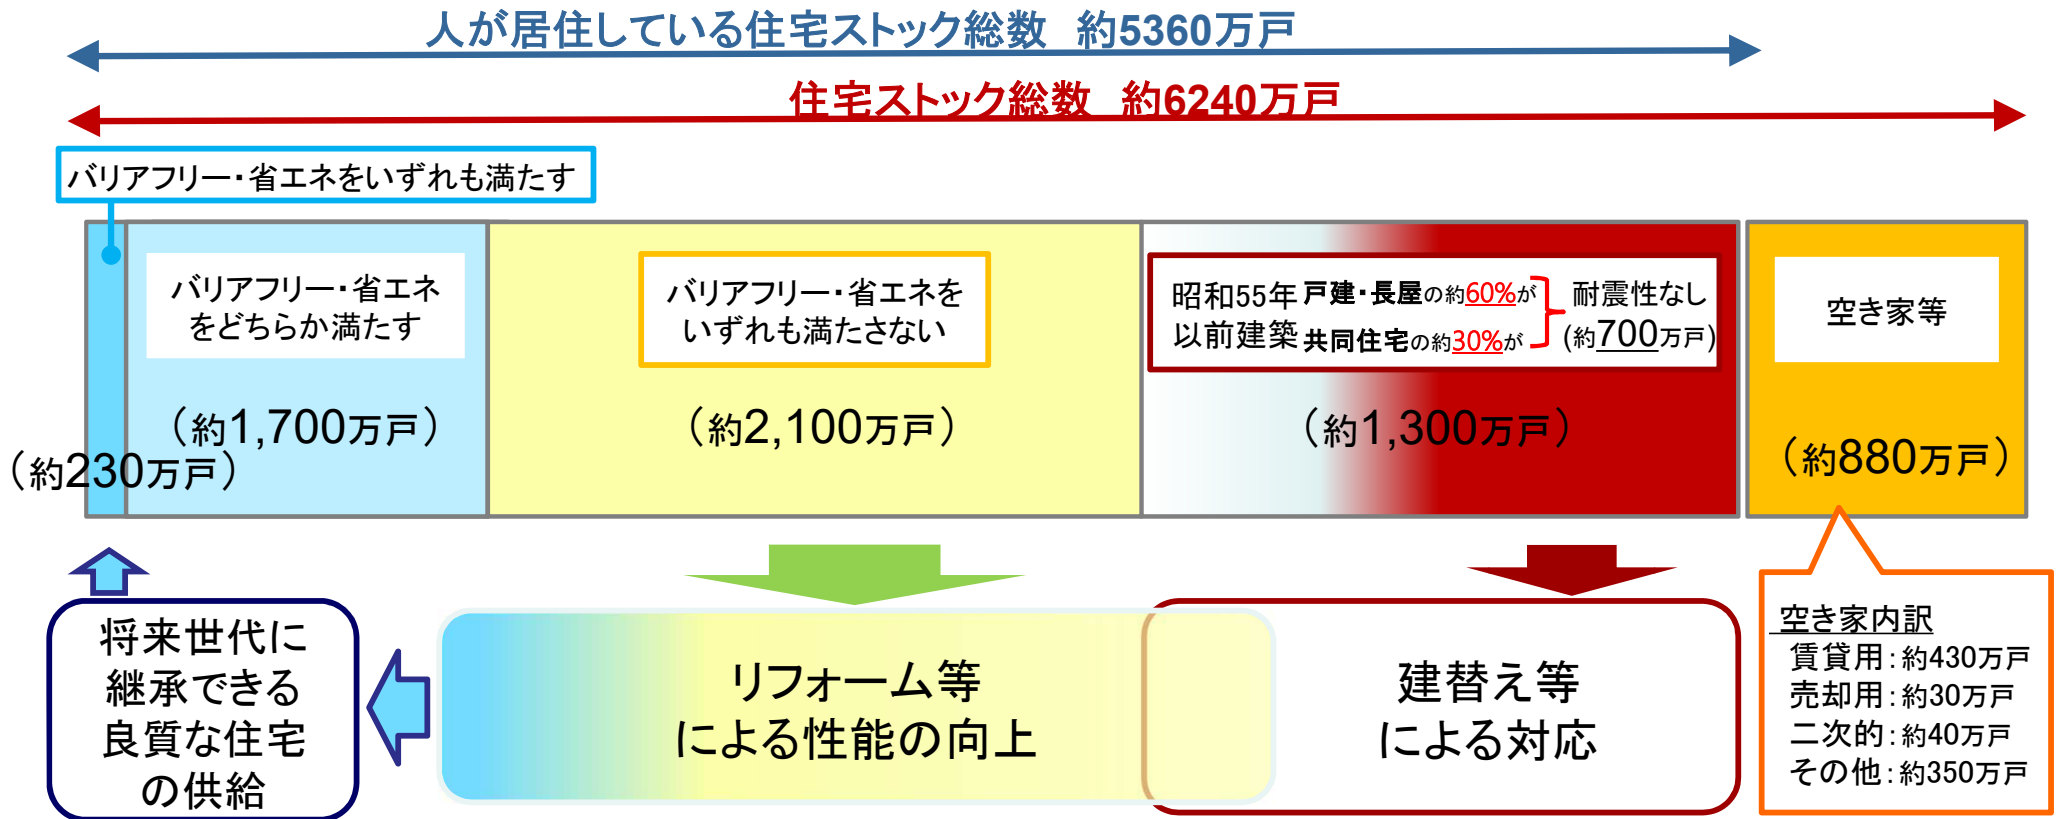 人が居住している住宅ストック総数　約5360万戸
住宅ストック総数　約6240万戸
バリアフリー・省エネをいずれも満たす
バリアフリー・省エネ
をどちらか満たす
バリアフリー・省エネを
いずれも満たさない
昭和55年
以前建築
戸建・長屋の約60%が
共同住宅の約30%が
耐震性なし
(約700万戸)
空き家等
（約230万戸）
（約1,700万戸）
（約2,100万戸）
（約1,300万戸）
（約880万戸）
将来世代に
継承できる
良質な住宅
の供給
リフォーム等
による性能の向上
建替え等
による対応
空き家内訳
賃貸用：約430万戸
売却用：約30万戸
二次的：約40万戸
その他：約350万戸